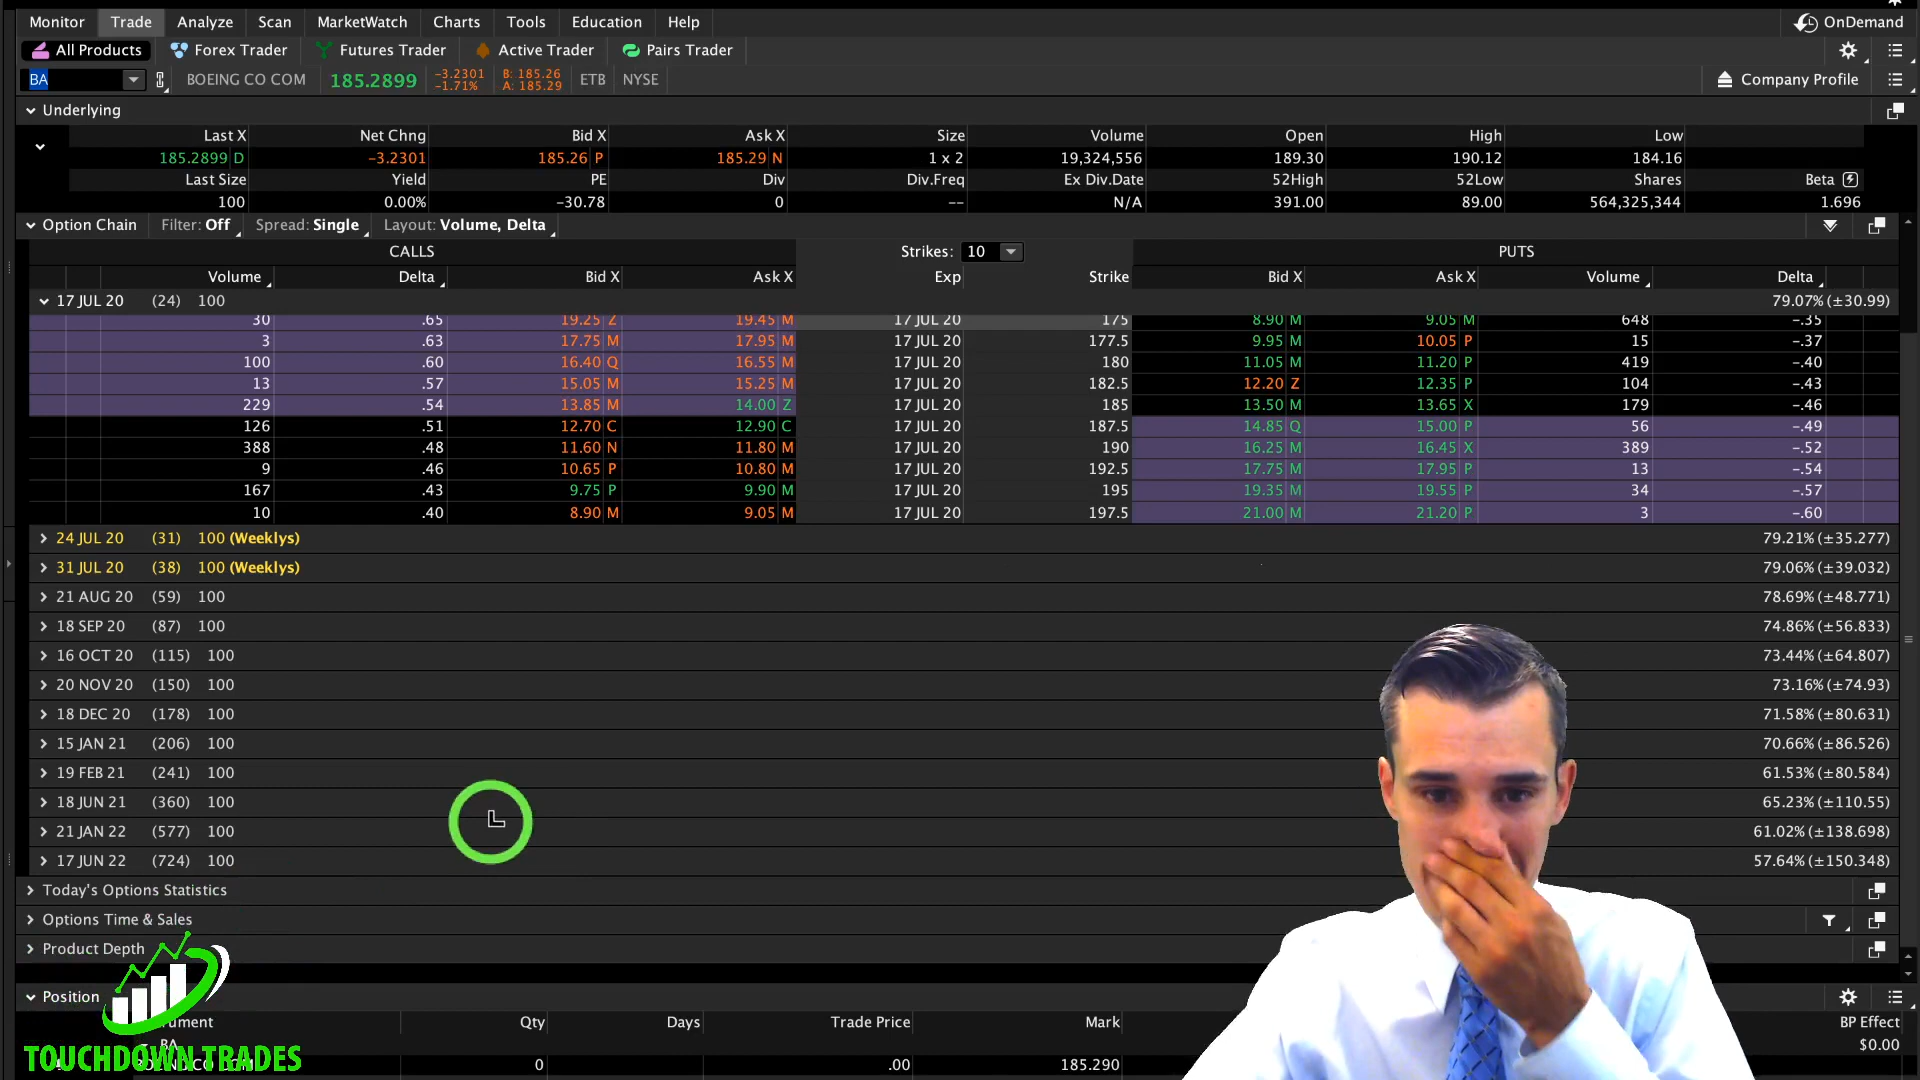 Monitor Trade Analyze Scan MarketWatch Charts Tools Education Help OnDemand
All Products Forex Trader Futures Trader Active Trader Pairs Trader
BA BOEING CO COM 185.2899 -3.2301 -1.71% B: 185.26 A: 185.29 ETB NYSE Company Profile
Underlying
Last X Net Chng Bid X Ask X Size Volume Open High Low
185.2899 D -3.2301 185.26 P 185.29 N 1 x 2 19,324,556 189.30 190.12 184.16
Last Size Yield PE Div Div.Freq Ex Div.Date 52High 52Low Shares Beta
100 0.00% -30.78 0 -- N/A 391.00 89.00 564,325,344 1.696
Option Chain Filter: Off Spread: Single Layout: Volume, Delta
CALLS Strikes: 10 PUTS
Volume Delta Bid X Ask X Exp Strike Bid X Ask X Volume Delta
17 JUL 20 (24) 100 79.07% (±30.99)
30 .65 19.25 Z 19.45 M 17 JUL 20 175 8.90 M 9.05 M 648 -.35
3 .63 17.75 M 17.95 M 17 JUL 20 177.5 9.95 M 10.05 P 15 -.37
100 .60 16.40 Q 16.55 M 17 JUL 20 180 11.05 M 11.20 P 419 -.40
13 .57 15.05 M 15.25 M 17 JUL 20 182.5 12.20 Z 12.35 P 104 -.43
229 .54 13.85 M 14.00 Z 17 JUL 20 185 13.50 M 13.65 X 179 -.46
126 .51 12.70 C 12.90 C 17 JUL 20 187.5 14.85 Q 15.00 P 56 -.49
388 .48 11.60 N 11.80 M 17 JUL 20 190 16.25 M 16.45 X 389 -.52
9 .46 10.65 P 10.80 M 17 JUL 20 192.5 17.75 M 17.95 P 13 -.54
167 .43 9.75 P 9.90 M 17 JUL 20 195 19.35 M 19.55 P 34 -.57
10 .40 8.90 M 9.05 M 17 JUL 20 197.5 21.00 M 21.20 P 3 -.60
24 JUL 20 (31) 100 (Weeklys) 79.21% (±35.277)
31 JUL 20 (38) 100 (Weeklys) 79.06% (±39.032)
21 AUG 20 (59) 100 78.69% (±48.771)
18 SEP 20 (87) 100 74.86% (±56.833)
16 OCT 20 (115) 100 73.44% (±64.807)
20 NOV 20 (150) 100 73.16% (±74.93)
18 DEC 20 (178) 100 71.58% (±80.631)
15 JAN 21 (206) 100 70.66% (±86.526)
19 FEB 21 (241) 100 61.53% (±80.584)
18 JUN 21 (360) 100 65.23% (±110.55)
21 JAN 22 (577) 100 61.02% (±138.698)
17 JUN 22 (724) 100 57.64% (±150.348)
Today's Options Statistics
Options Time & Sales
Product Depth
Position
Qty Days Trade Price Mark BP Effect
BA $0.00
TOUCHDOWN TRADES
0 .00 185.290